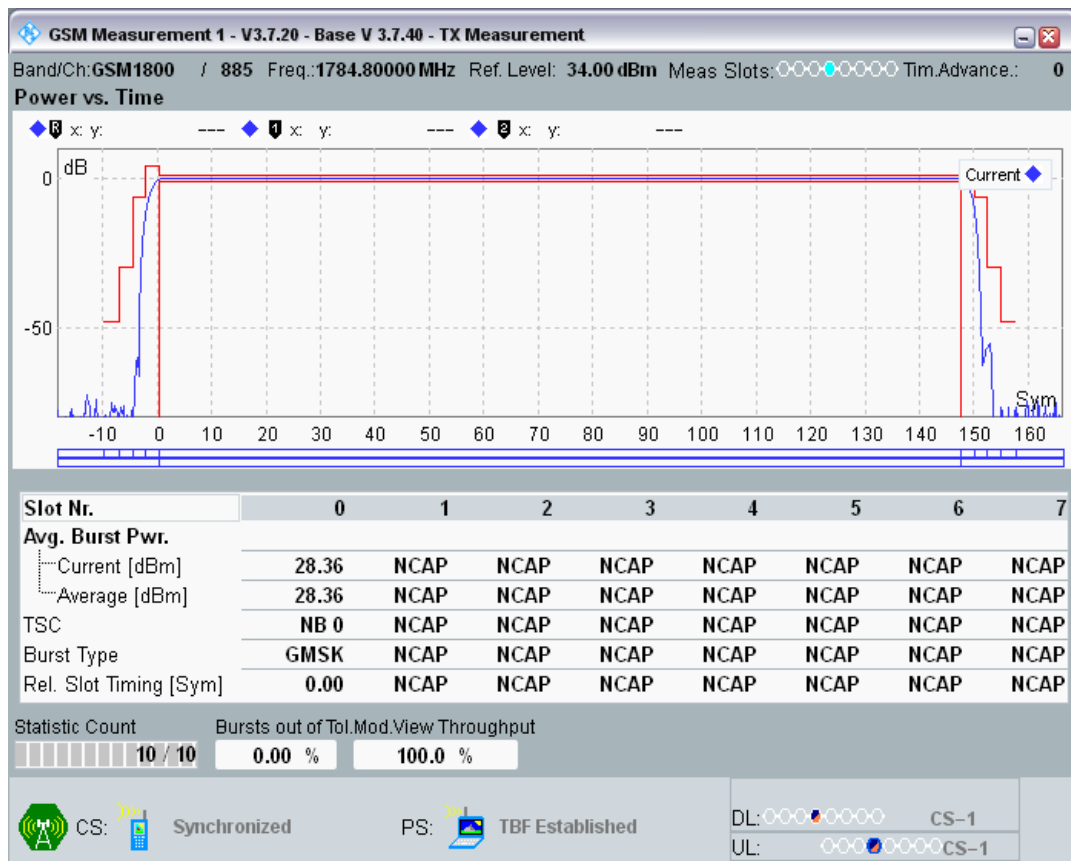 GSM Measurement 1 - V3.7.20 - Base V 3.7.40 - TX Measurement
Band/Ch:GSM1800 / 885 Freq.:1784.80000 MHz Ref. Level: 34.00 dBm Meas Slots: Tim.Advance.: 0
Power vs. Time
R x: y: --- 1 x: y: --- 2 x: y: ---
dB
Current
0
-50
Sym
-10 0 10 20 30 40 50 60 70 80 90 100 110 120 130 140 150 160
Slot Nr. 0 1 2 3 4 5 6 7
Avg. Burst Pwr.
Current [dBm] 28.36 NCAP NCAP NCAP NCAP NCAP NCAP NCAP
Average [dBm] 28.36 NCAP NCAP NCAP NCAP NCAP NCAP NCAP
TSC NB 0 NCAP NCAP NCAP NCAP NCAP NCAP NCAP
Burst Type GMSK NCAP NCAP NCAP NCAP NCAP NCAP NCAP
Rel. Slot Timing [Sym] 0.00 NCAP NCAP NCAP NCAP NCAP NCAP NCAP
Statistic Count Bursts out of Tol.Mod.View Throughput
10 / 10 0.00 % 100.0 %
CS: Synchronized PS: TBF Established
DL: CS-1
UL: CS-1